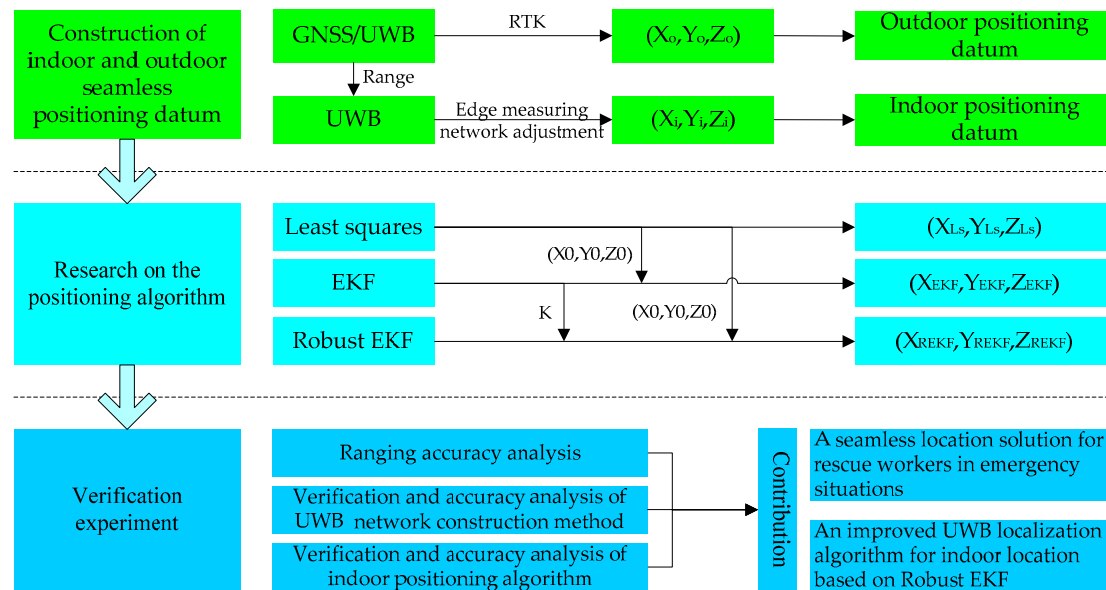 Construction of
indoor and outdoor
seamless
positioning datum
GNSS/UWB
RTK
(Xo,Yo,Zo)
Outdoor positioning
datum
Range
UWB
Edge measuring
network adjustment
(Xi,Yi,Zi)
Indoor positioning
datum
Research on the
positioning algorithm
Least squares
(XLs,YLs,ZLs)
(X0,Y0,Z0)
EKF
(XEKF,YEKF,ZEKF)
K
(X0,Y0,Z0)
Robust EKF
(XREKF,YREKF,ZREKF)
Verification
experiment
Ranging accuracy analysis
Verification and accuracy analysis of
UWB network construction method
Verification and accuracy analysis of
indoor positioning algorithm
Contribution
A seamless location solution for
rescue workers in emergency
situations
An improved UWB localization
algorithm for indoor location
based on Robust EKF